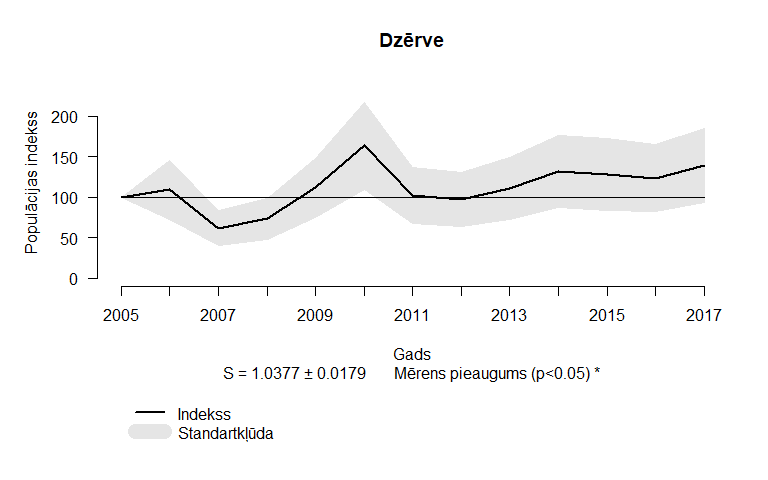 Dzērve
Populācijas indekss
200
150
100
50
0
2005 2007 2009 2011 2013 2015 2017
Gads
S = 1.0377 ± 0.0179 Mērens pieaugums (p<0.05) *
Indekss
Standartkļūda